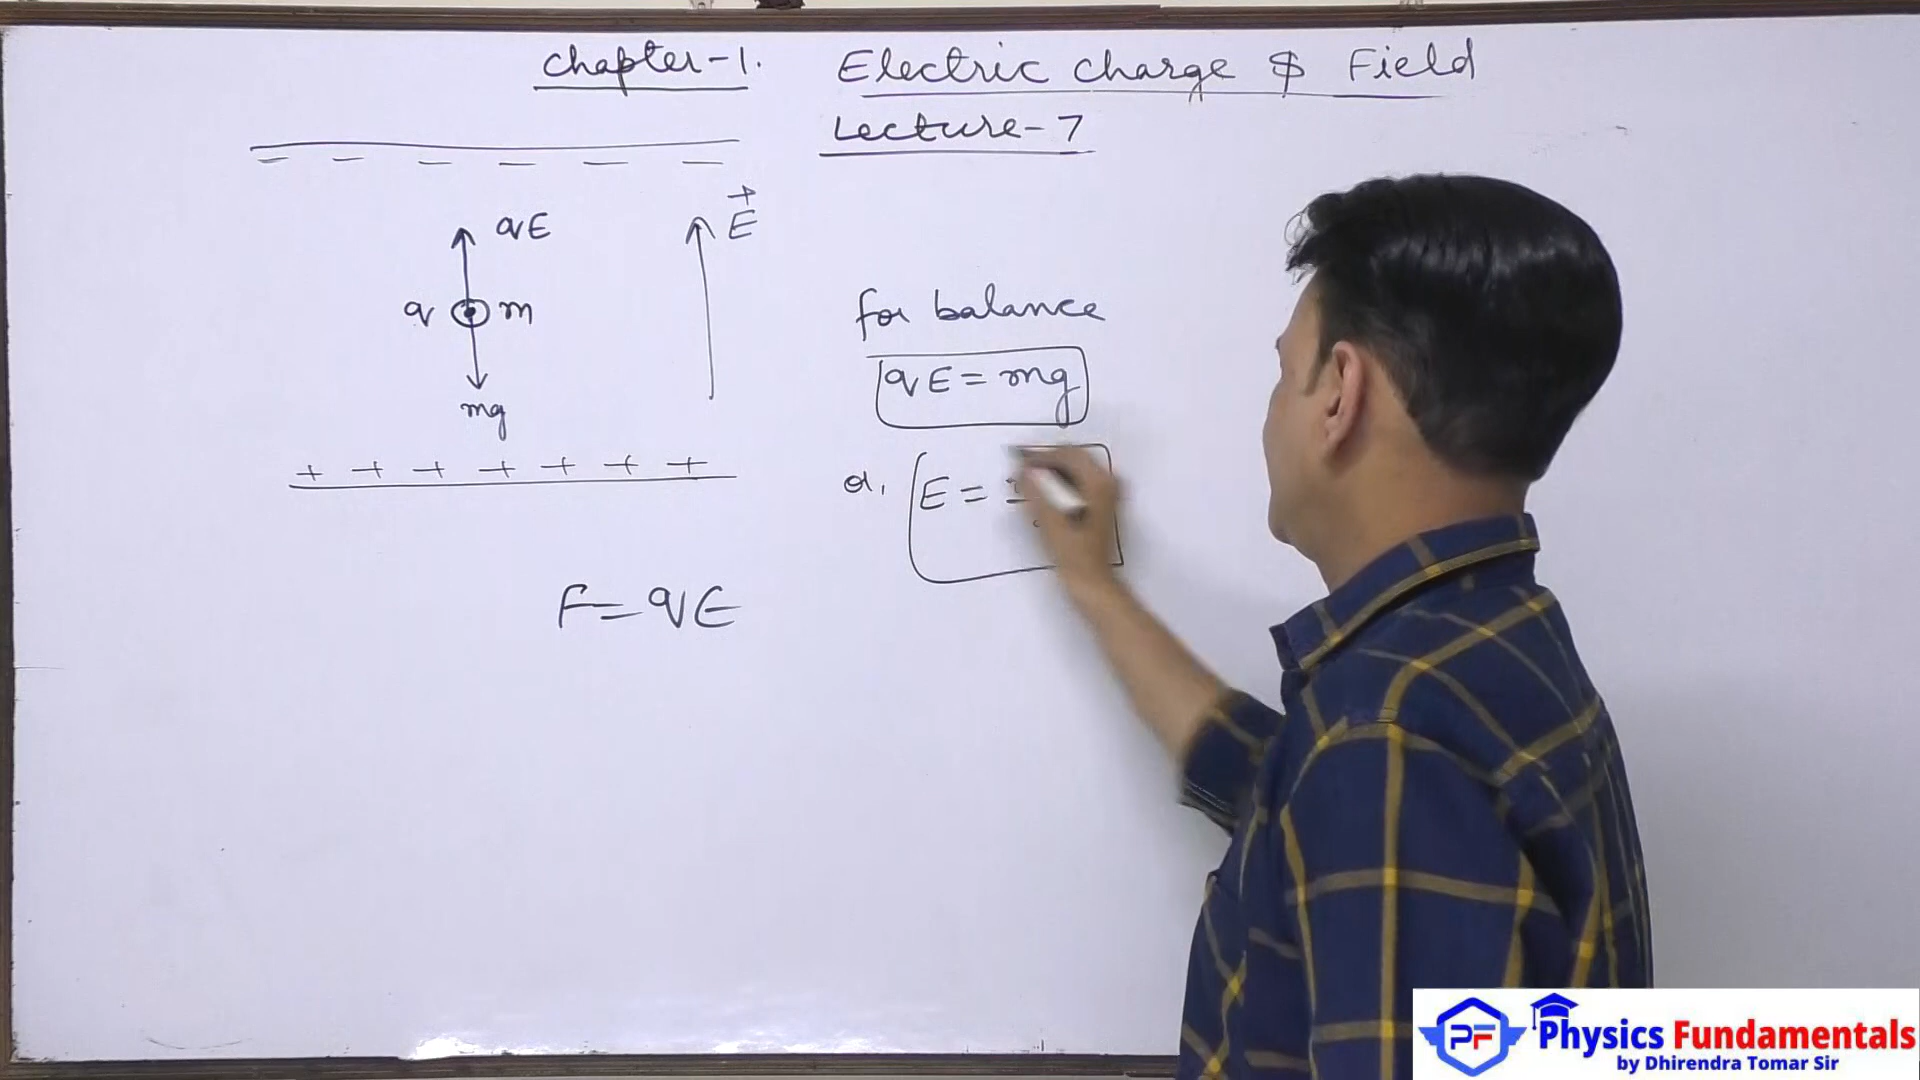 Chapter-1. Electric Charge & Field
Lecture-7
− − − − − −
qE
E
q m
mg
+ + + + + + +
F = qE
for balance
qE = mg
or, E =
PF Physics Fundamentals
by Dhirendra Tomar Sir